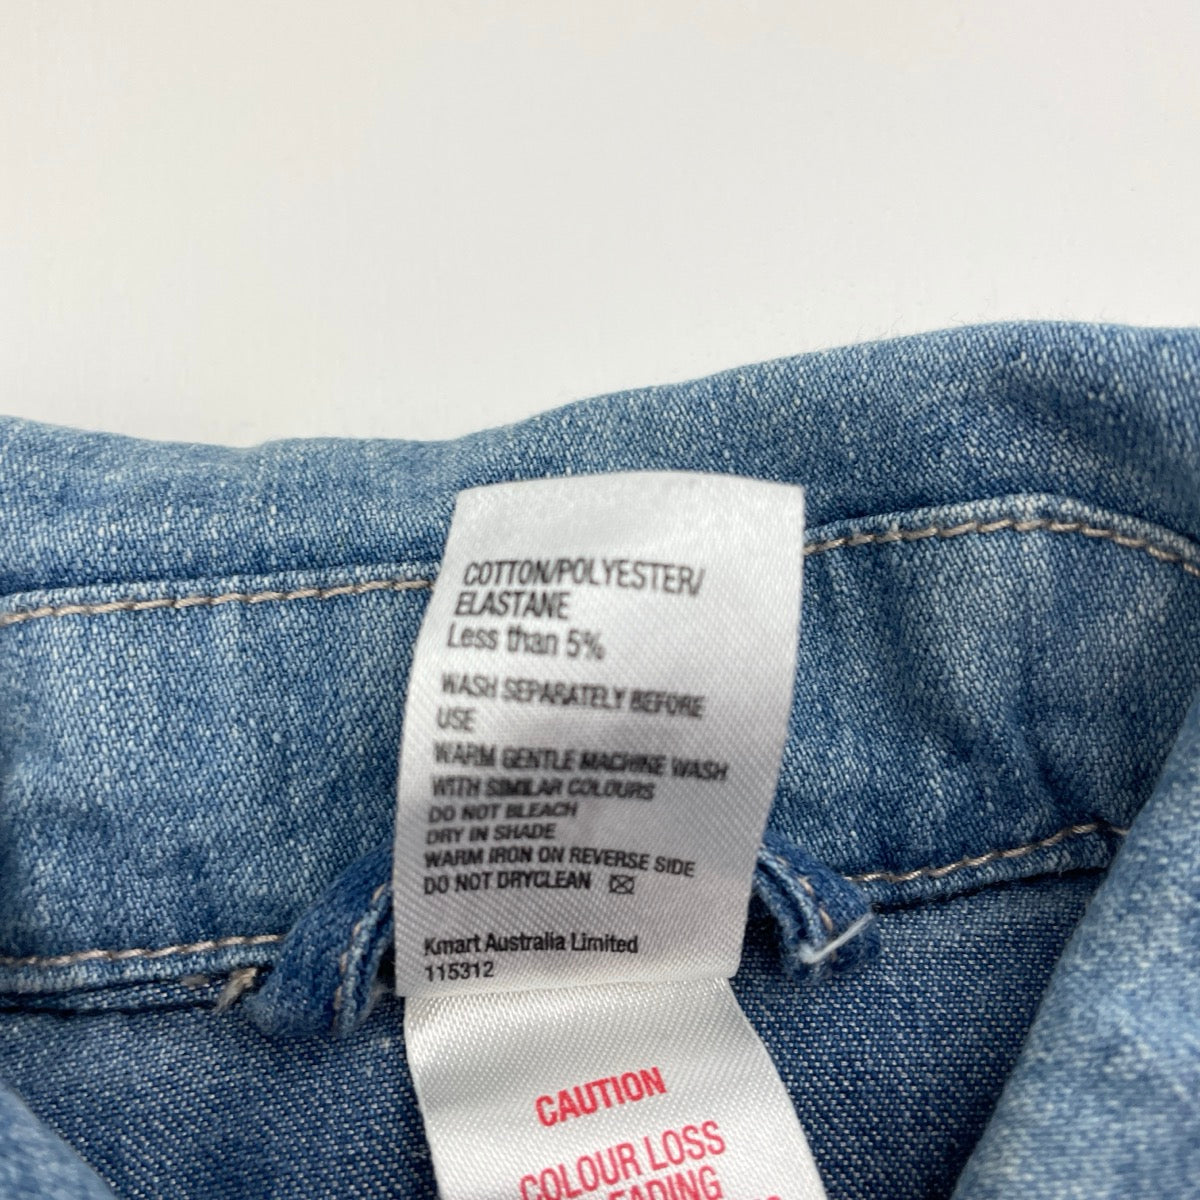 COTTON/POLYESTER/
ELASTANE
Less than 5%
WASH SEPARATELY BEFORE
USE
WARM GENTLE MACHINE WASH
WITH SIMILAR COLOURS
DO NOT BLEACH
DRY IN SHADE
WARM IRON ON REVERSE SIDE
DO NOT DRYCLEAN
Kmart Australia Limited
115312
CAUTION
COLOUR LOSS
FADING